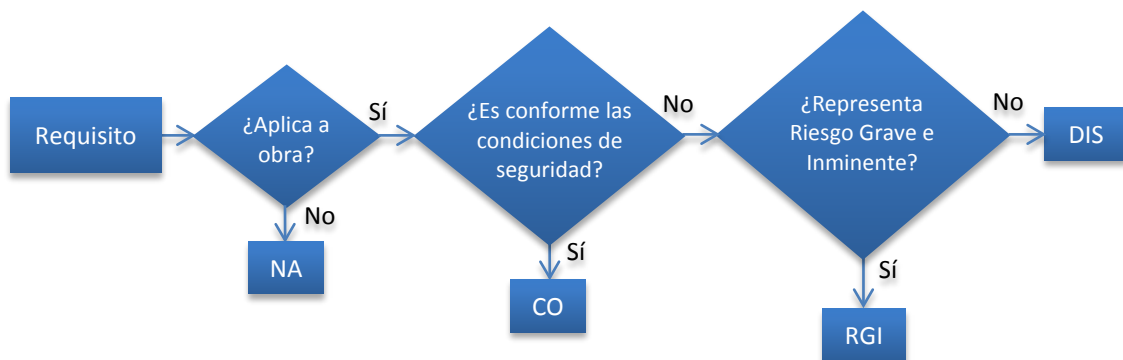 Requisito
¿Aplica a
obra?
Sí
No
NA
¿Es conforme las
condiciones de
seguridad?
No
Sí
CO
¿Representa
Riesgo Grave e
Inminente?
No
DIS
Sí
RGI